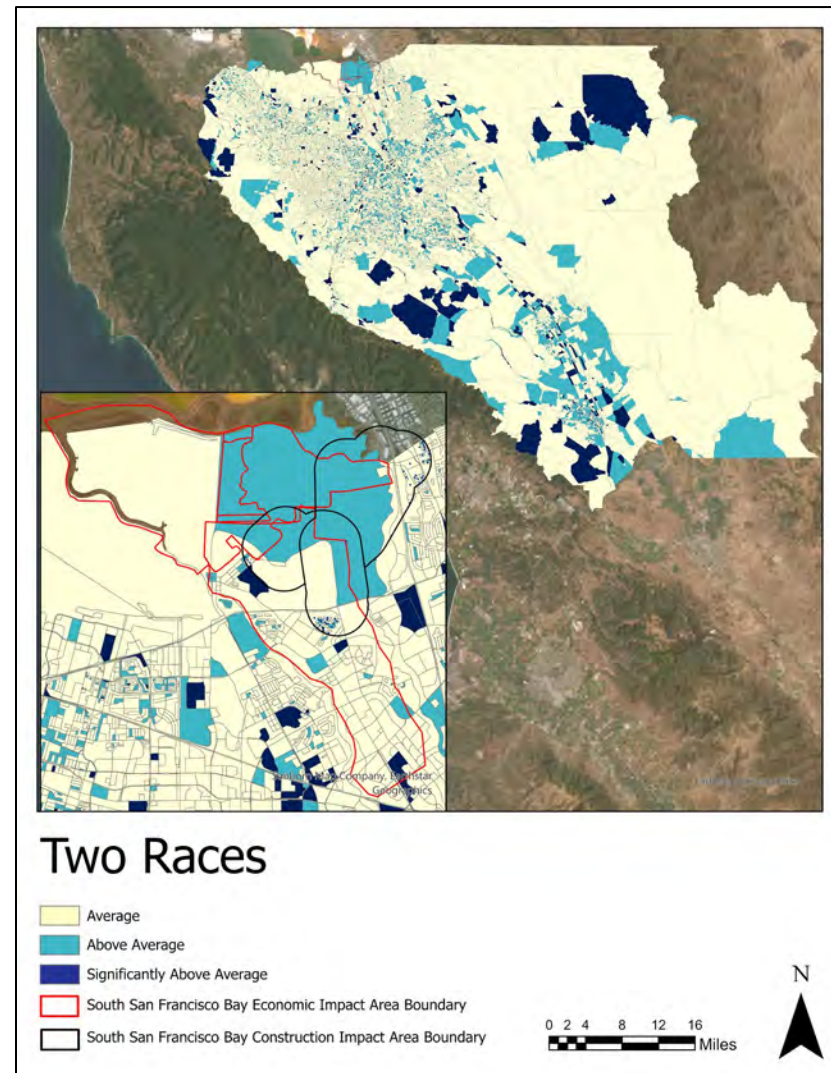 Geographics
Two Races
Average
Above Average
Significantly Above Average
South San Francisco Bay Economic Impact Area Boundary
South San Francisco Bay Construction Impact Area Boundary
N
0 2 4 8 12 16
Miles